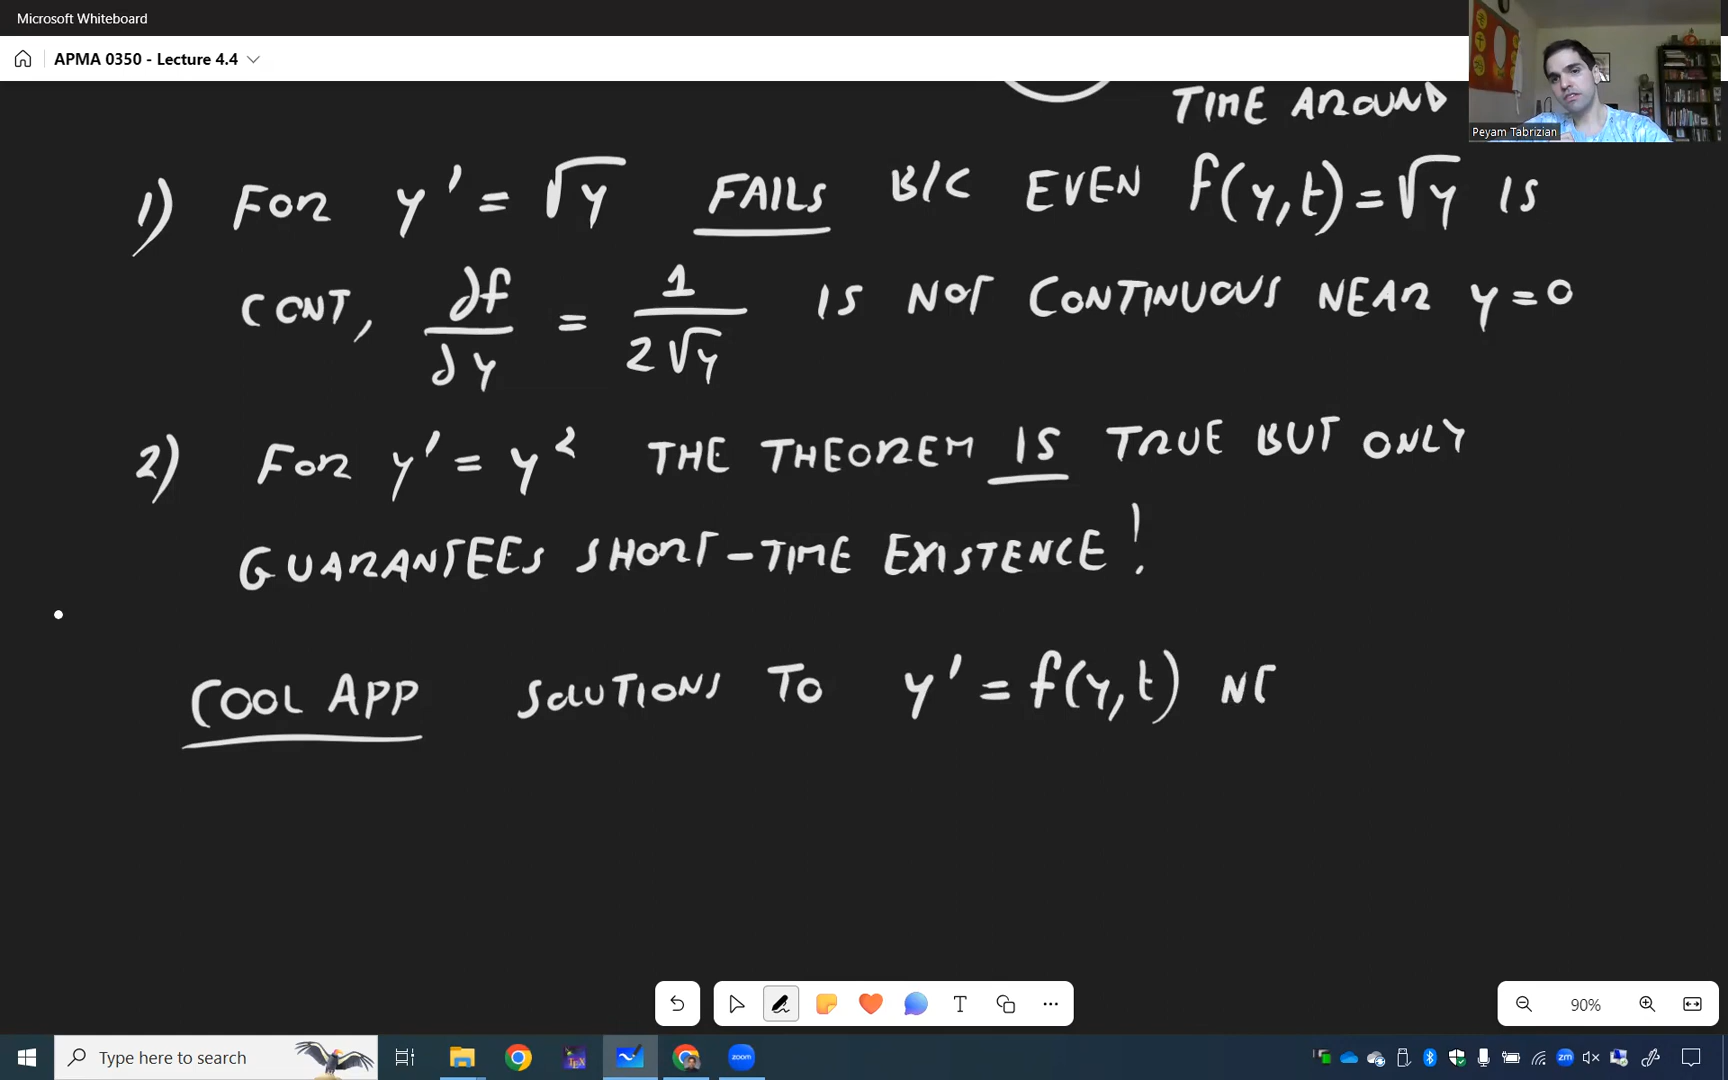 Microsoft Whiteboard
APMA 0350 - Lecture 4.4
TIME AROUND
Peyam Tabrizian
1) FOR y' = √y FAILS B/C EVEN f(y,t) = √y IS
CONT, ∂f/∂y = 1/(2√y) IS NOT CONTINUOUS NEAR y = 0
2) FOR y' = y² THE THEOREM IS TRUE BUT ONLY
GUARANTEES SHORT-TIME EXISTENCE!
COOL APP SOLUTIONS TO y' = f(y,t)
90%
Type here to search
zoom
zm